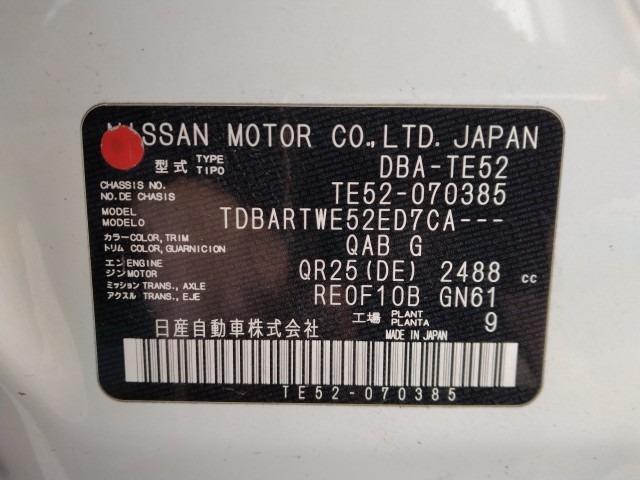 NISSAN MOTOR CO.,LTD. JAPAN
型式 TYPE TIPO DBA-TE52
CHASSIS NO. NO. DE CHASIS TE52-070385
MODEL MODELO TDBARTWE52ED7CA---
カラー COLOR, TRIM トリム COLOR, GUARNICION QAB G
エンジン ENGINE MOTOR QR25(DE) 2488 cc
ミッション TRANS., AXLE アクスル TRANS., EJE RE0F10B GN61
日産自動車株式会社 工場 PLANT PLANTA 9
MADE IN JAPAN
TE52-070385